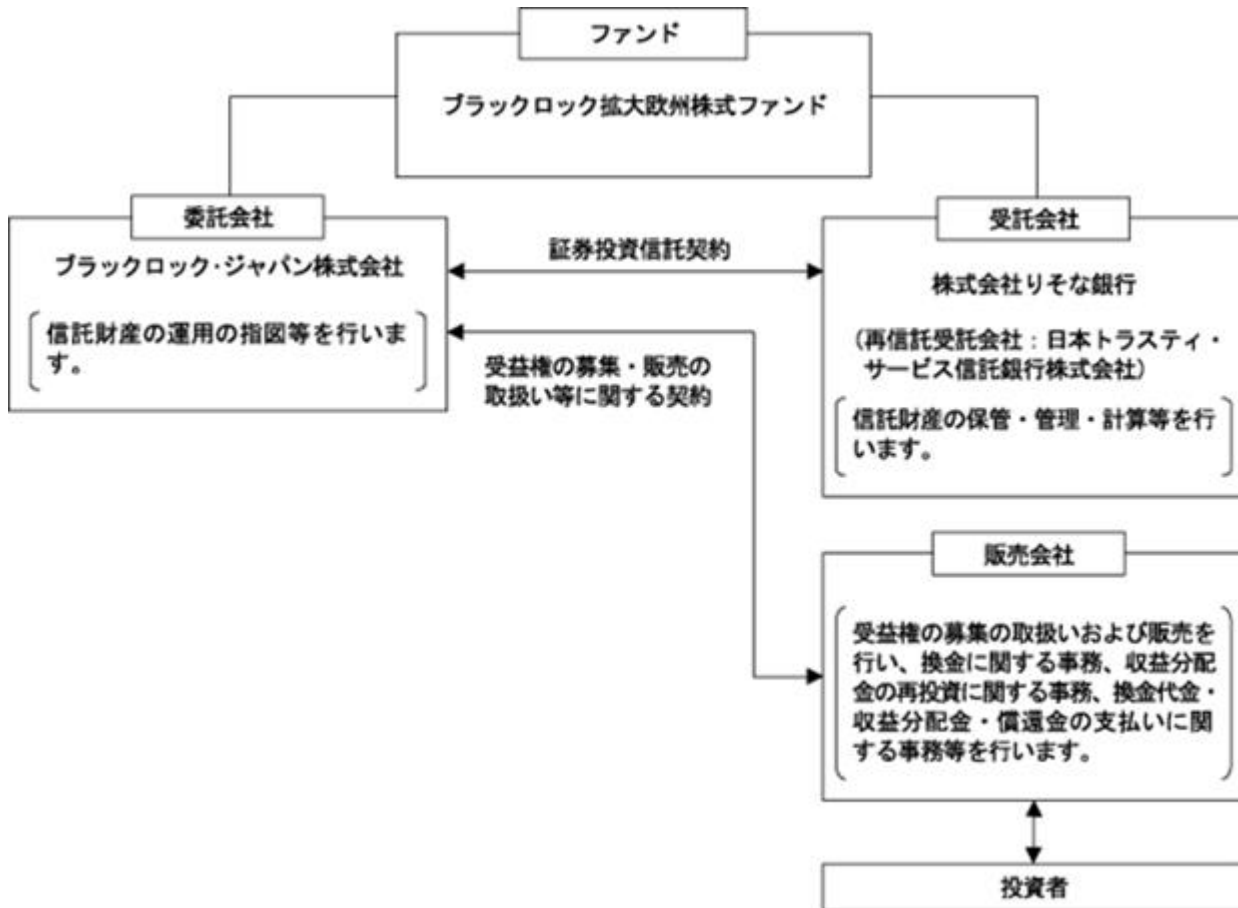 ファンド
ブラックロック拡大欧州株式ファンド
委託会社
ブラックロック・ジャパン株式会社
信託財産の運用の指図等を行いま
す。
証券投資信託契約
受益権の募集・販売の
取扱い等に関する契約
受託会社
株式会社りそな銀行
(再信託受託会社：日本トラスティ・
サービス信託銀行株式会社)
信託財産の保管・管理・計算等を行
います。
販売会社
受益権の募集の取扱いおよび販売を
行い、換金に関する事務、収益分配
金の再投資に関する事務、換金代金・
収益分配金・償還金の支払いに関
する事務等を行います。
投資者